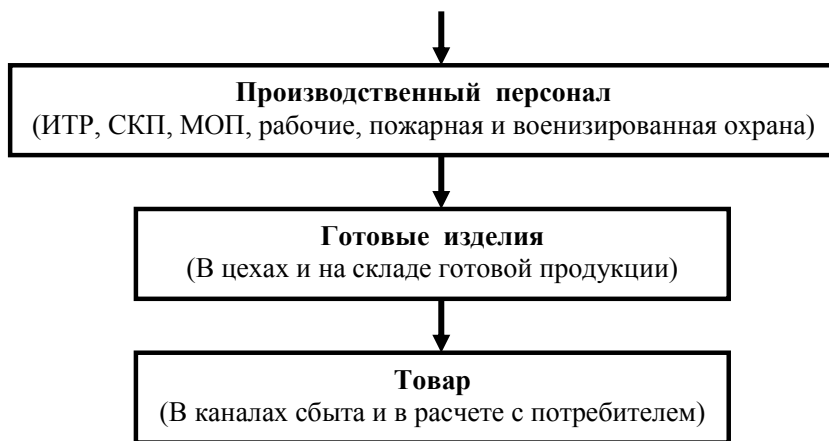 Производственный персонал
(ИТР, СКП, МОП, рабочие, пожарная и военизированная охрана)
Готовые изделия
(В цехах и на складе готовой продукции)
Товар
(В каналах сбыта и в расчете с потребителем)